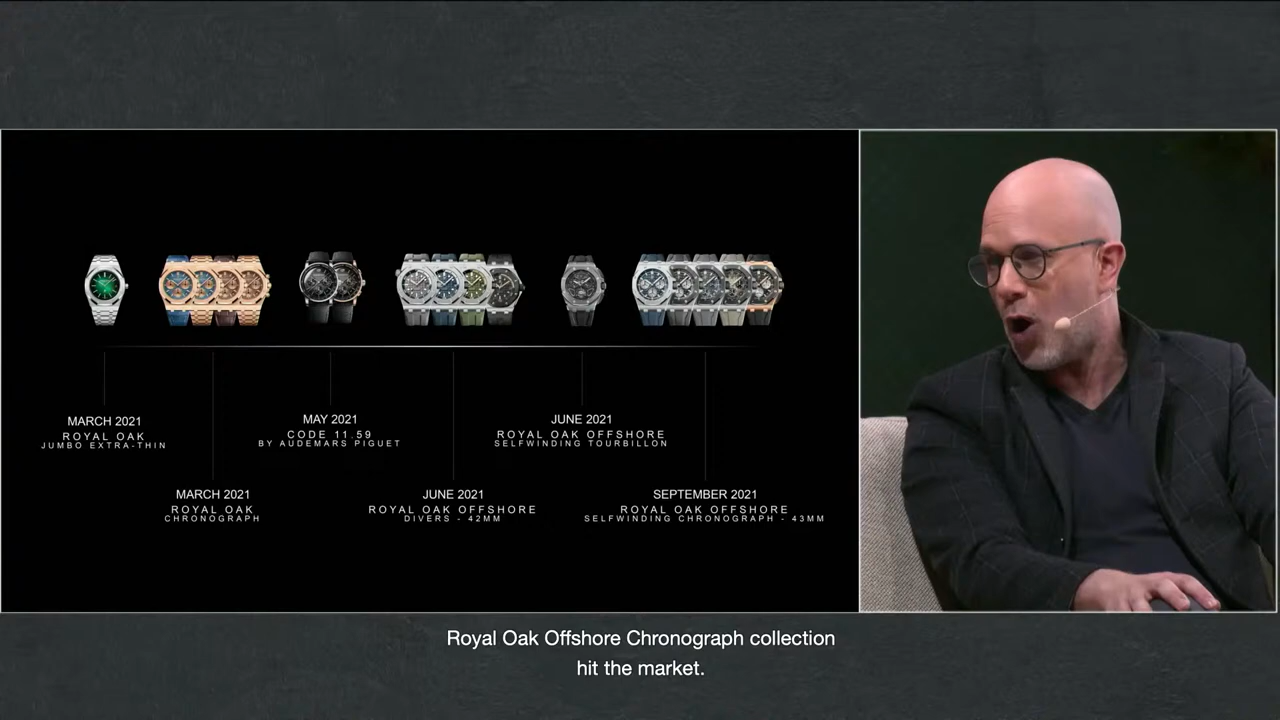 MARCH 2021
ROYAL OAK
JUMBO EXTRA-THIN
MAY 2021
CODE 11.59
BY AUDEMARS PIGUET
JUNE 2021
ROYAL OAK OFFSHORE
SELFWINDING TOURBILLON
MARCH 2021
ROYAL OAK
CHRONOGRAPH
JUNE 2021
ROYAL OAK OFFSHORE
DIVERS - 42MM
SEPTEMBER 2021
ROYAL OAK OFFSHORE
SELFWINDING CHRONOGRAPH - 43MM
Royal Oak Offshore Chronograph collection
hit the market.